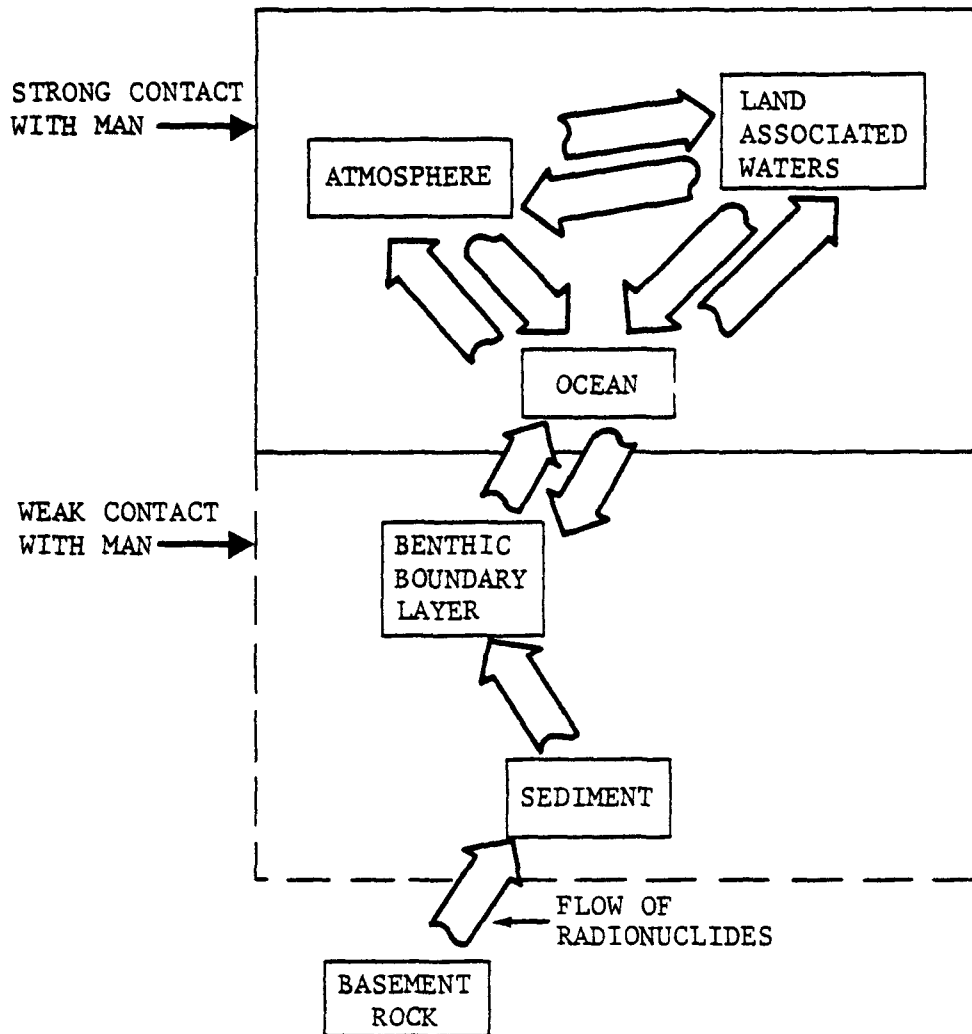 STRONG CONTACT
WITH MAN
LAND
ASSOCIATED
WATERS
ATMOSPHERE
OCEAN
WEAK CONTACT
WITH MAN
BENTHIC
BOUNDARY
LAYER
SEDIMENT
FLOW OF
RADIONUCLIDES
BASEMENT
ROCK